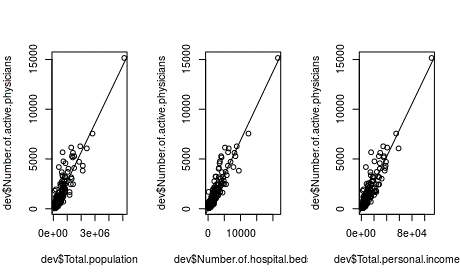 dev$Number.of.active.physicians
0 5000 10000 15000
0e+00 3e+06
dev$Total.population
dev$Number.of.active.physicians
0 5000 10000 15000
0 10000
dev$Number.of.hospital.beds
dev$Number.of.active.physicians
0 5000 10000 15000
0e+00 8e+04
dev$Total.personal.income